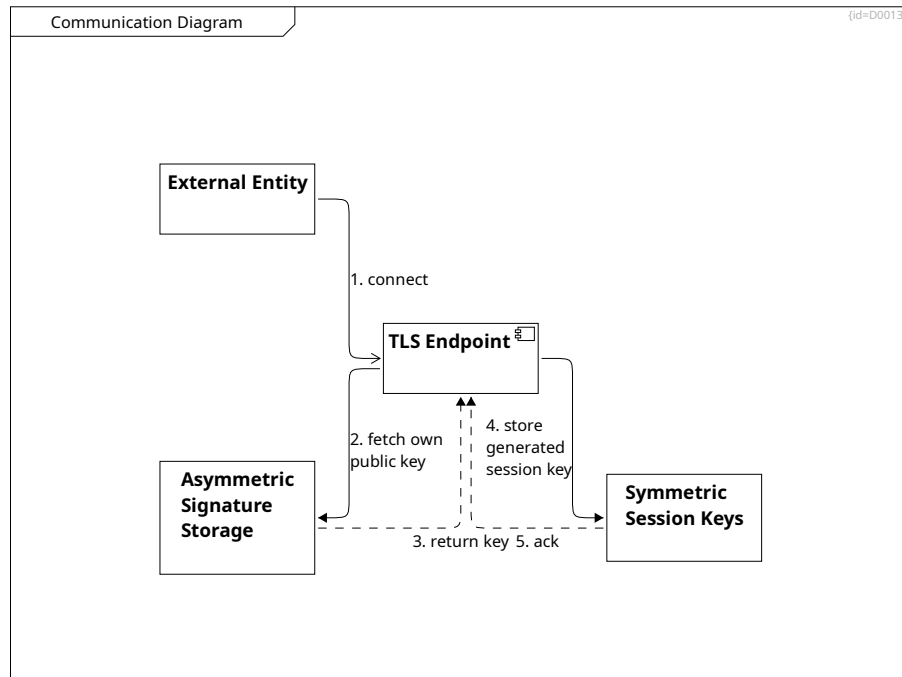 Communication Diagram
{id=D0013
External Entity
1. connect
TLS Endpoint
2. fetch own
public key
4. store
generated
session key
Asymmetric
Signature
Storage
Symmetric
Session Keys
3. return key
5. ack